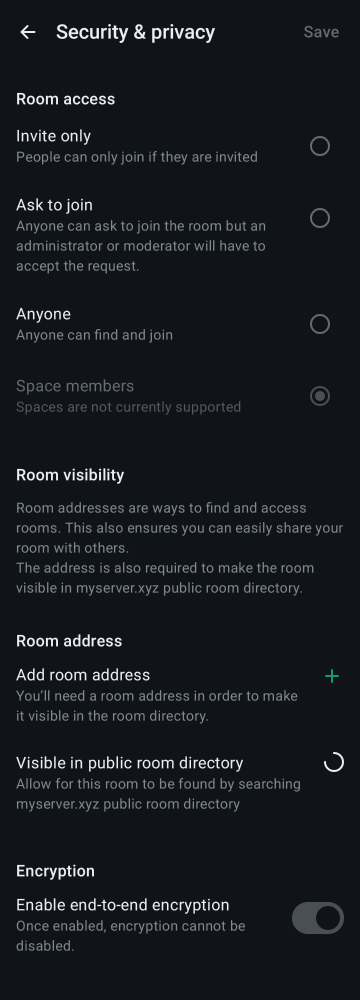 Security & privacy
Save
Room access
Invite only
People can only join if they are invited
Ask to join
Anyone can ask to join the room but an
administrator or moderator will have to
accept the request.
Anyone
Anyone can find and join
Space members
Spaces are not currently supported
Room visibility
Room addresses are ways to find and access
rooms. This also ensures you can easily share your
room with others.
The address is also required to make the room
visible in myserver.xyz public room directory.
Room address
Add room address
You’ll need a room address in order to make
it visible in the room directory.
Visible in public room directory
Allow for this room to be found by searching
myserver.xyz public room directory
Encryption
Enable end-to-end encryption
Once enabled, encryption cannot be
disabled.